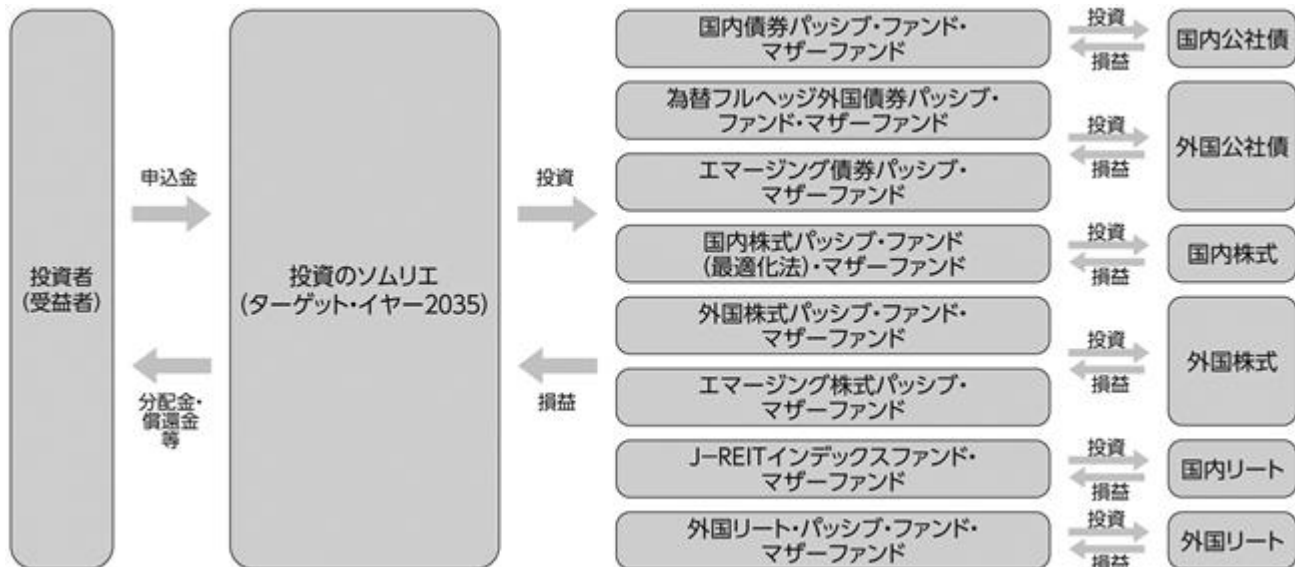 投資者
(受益者)
申込金
分配金・
償還金
等
投資のソムリエ
(ターゲット・イヤー2035)
投資
損益
国内債券パッシブ・ファンド・
マザーファンド
投資
損益
国内公社債
為替フルヘッジ外国債券パッシブ・
ファンド・マザーファンド
エマージング債券パッシブ・
マザーファンド
投資
損益
外国公社債
国内株式パッシブ・ファンド
(最適化法)・マザーファンド
投資
損益
国内株式
外国株式パッシブ・ファンド・
マザーファンド
エマージング株式パッシブ・
マザーファンド
投資
損益
外国株式
J-REITインデックスファンド・
マザーファンド
投資
損益
国内リート
外国リート・パッシブ・ファンド・
マザーファンド
投資
損益
外国リート